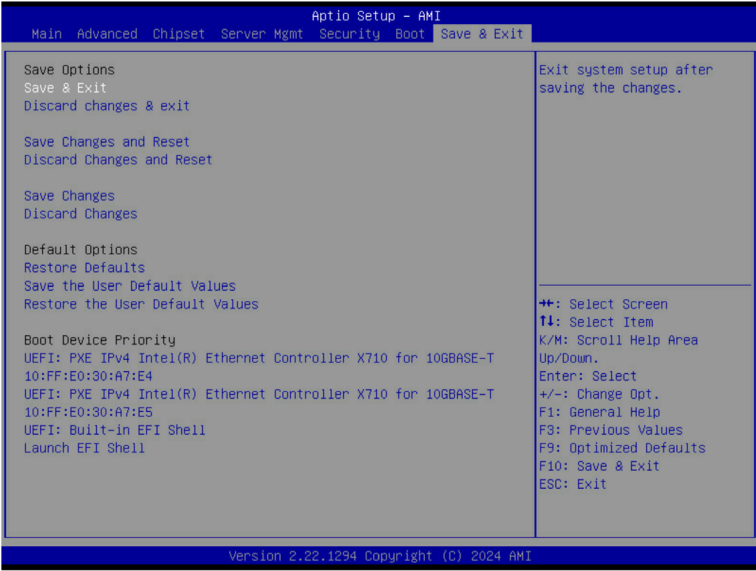 Aptio Setup - AMI
Main Advanced Chipset Server Mgmt Security Boot Save & Exit
Save Options
Save & Exit
Discard changes & exit
Save Changes and Reset
Discard Changes and Reset
Save Changes
Discard Changes
Default Options
Restore Defaults
Save the User Default Values
Restore the User Default Values
Boot Device Priority
UEFI: PXE IPv4 Intel(R) Ethernet Controller X710 for 10GBASE-T
10:FF:E0:30:A7:E4
UEFI: PXE IPv4 Intel(R) Ethernet Controller X710 for 10GBASE-T
10:FF:E0:30:A7:E5
UEFI: Built-in EFI Shell
Launch EFI Shell
Exit system setup after
saving the changes.
→←: Select Screen
↑↓: Select Item
K/M: Scroll Help Area
Up/Down.
Enter: Select
+/-: Change Opt.
F1: General Help
F3: Previous Values
F9: Optimized Defaults
F10: Save & Exit
ESC: Exit
Version 2.22.1294 Copyright (C) 2024 AMI